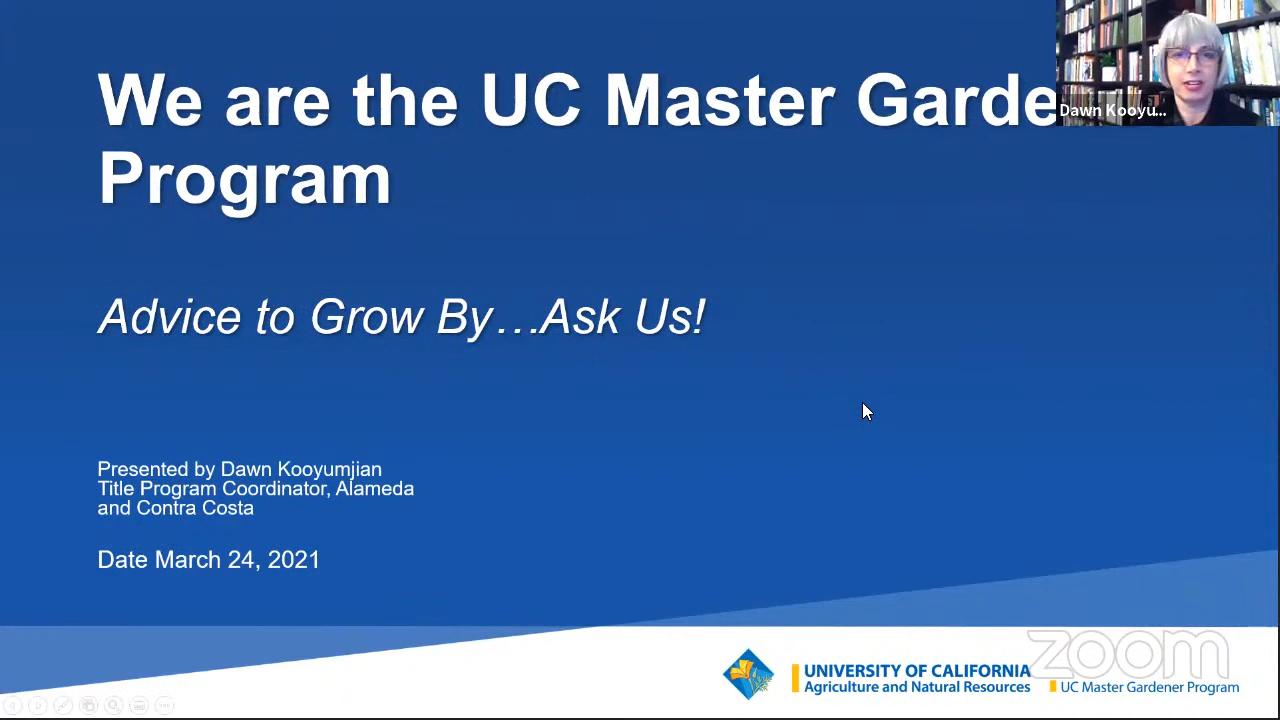 We are the UC Master Garde
Program
Advice to Grow By…Ask Us!
Dawn Kooyu...
Presented by Dawn Kooyumjian
Title Program Coordinator, Alameda
and Contra Costa
Date March 24, 2021
zoom
UNIVERSITY OF CALIFORNIA
Agriculture and Natural Resources
UC Master Gardener Program